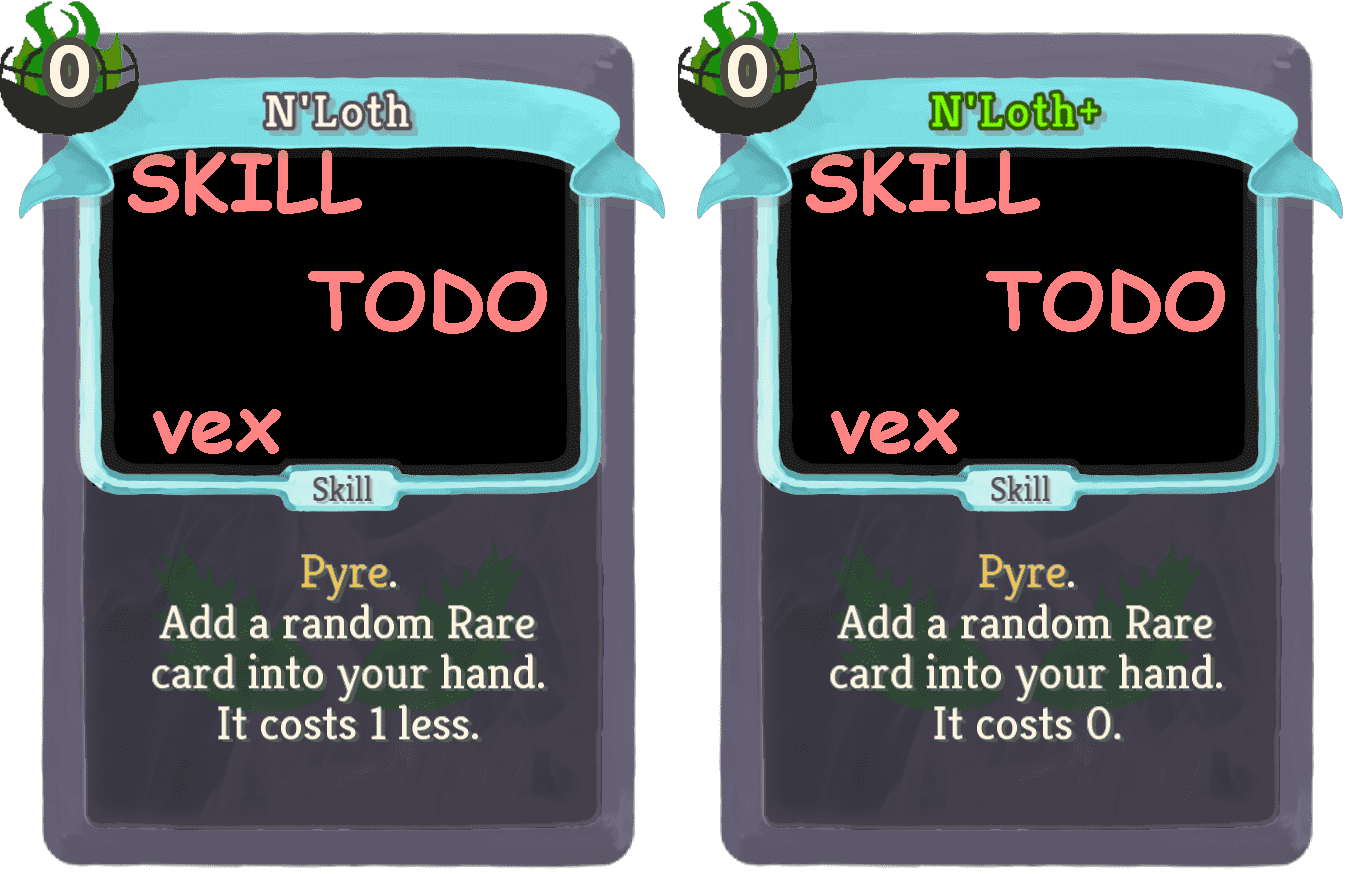 0
N'Loth
SKILL
TODO
vex
Skill
Pyre.
Add a random Rare
card into your hand.
It costs 1 less.
0
N'Loth+
SKILL
TODO
vex
Skill
Pyre.
Add a random Rare
card into your hand.
It costs 0.